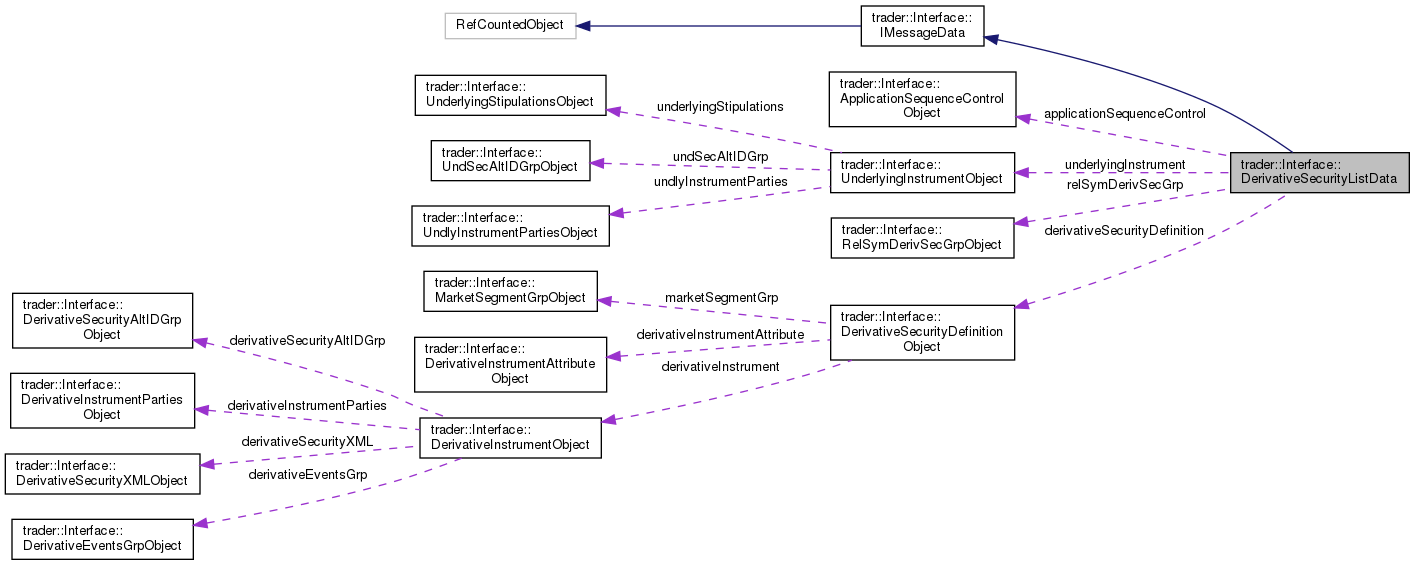 RefCountedObject
trader::Interface::
IMessageData
trader::Interface::
UnderlyingStipulationsObject
underlyingStipulations
trader::Interface::
ApplicationSequenceControl
Object
applicationSequenceControl
trader::Interface::
UndSecAltIDGrpObject
undSecAltIDGrp
trader::Interface::
UnderlyingInstrumentObject
underlyingInstrument
trader::Interface::
DerivativeSecurityListData
undlyInstrumentParties
relSymDerivSecGrp
trader::Interface::
UndlyInstrumentPartiesObject
trader::Interface::
RelSymDerivSecGrpObject
derivativeSecurityDefinition
trader::Interface::
MarketSegmentGrpObject
marketSegmentGrp
trader::Interface::
DerivativeSecurityAltIDGrp
Object
trader::Interface::
DerivativeSecurityDefinition
Object
derivativeInstrumentAttribute
derivativeSecurityAltIDGrp
trader::Interface::
DerivativeInstrumentAttribute
Object
derivativeInstrument
trader::Interface::
DerivativeInstrumentParties
Object
derivativeInstrumentParties
trader::Interface::
DerivativeInstrumentObject
derivativeSecurityXML
trader::Interface::
DerivativeSecurityXMLObject
derivativeEventsGrp
trader::Interface::
DerivativeEventsGrpObject